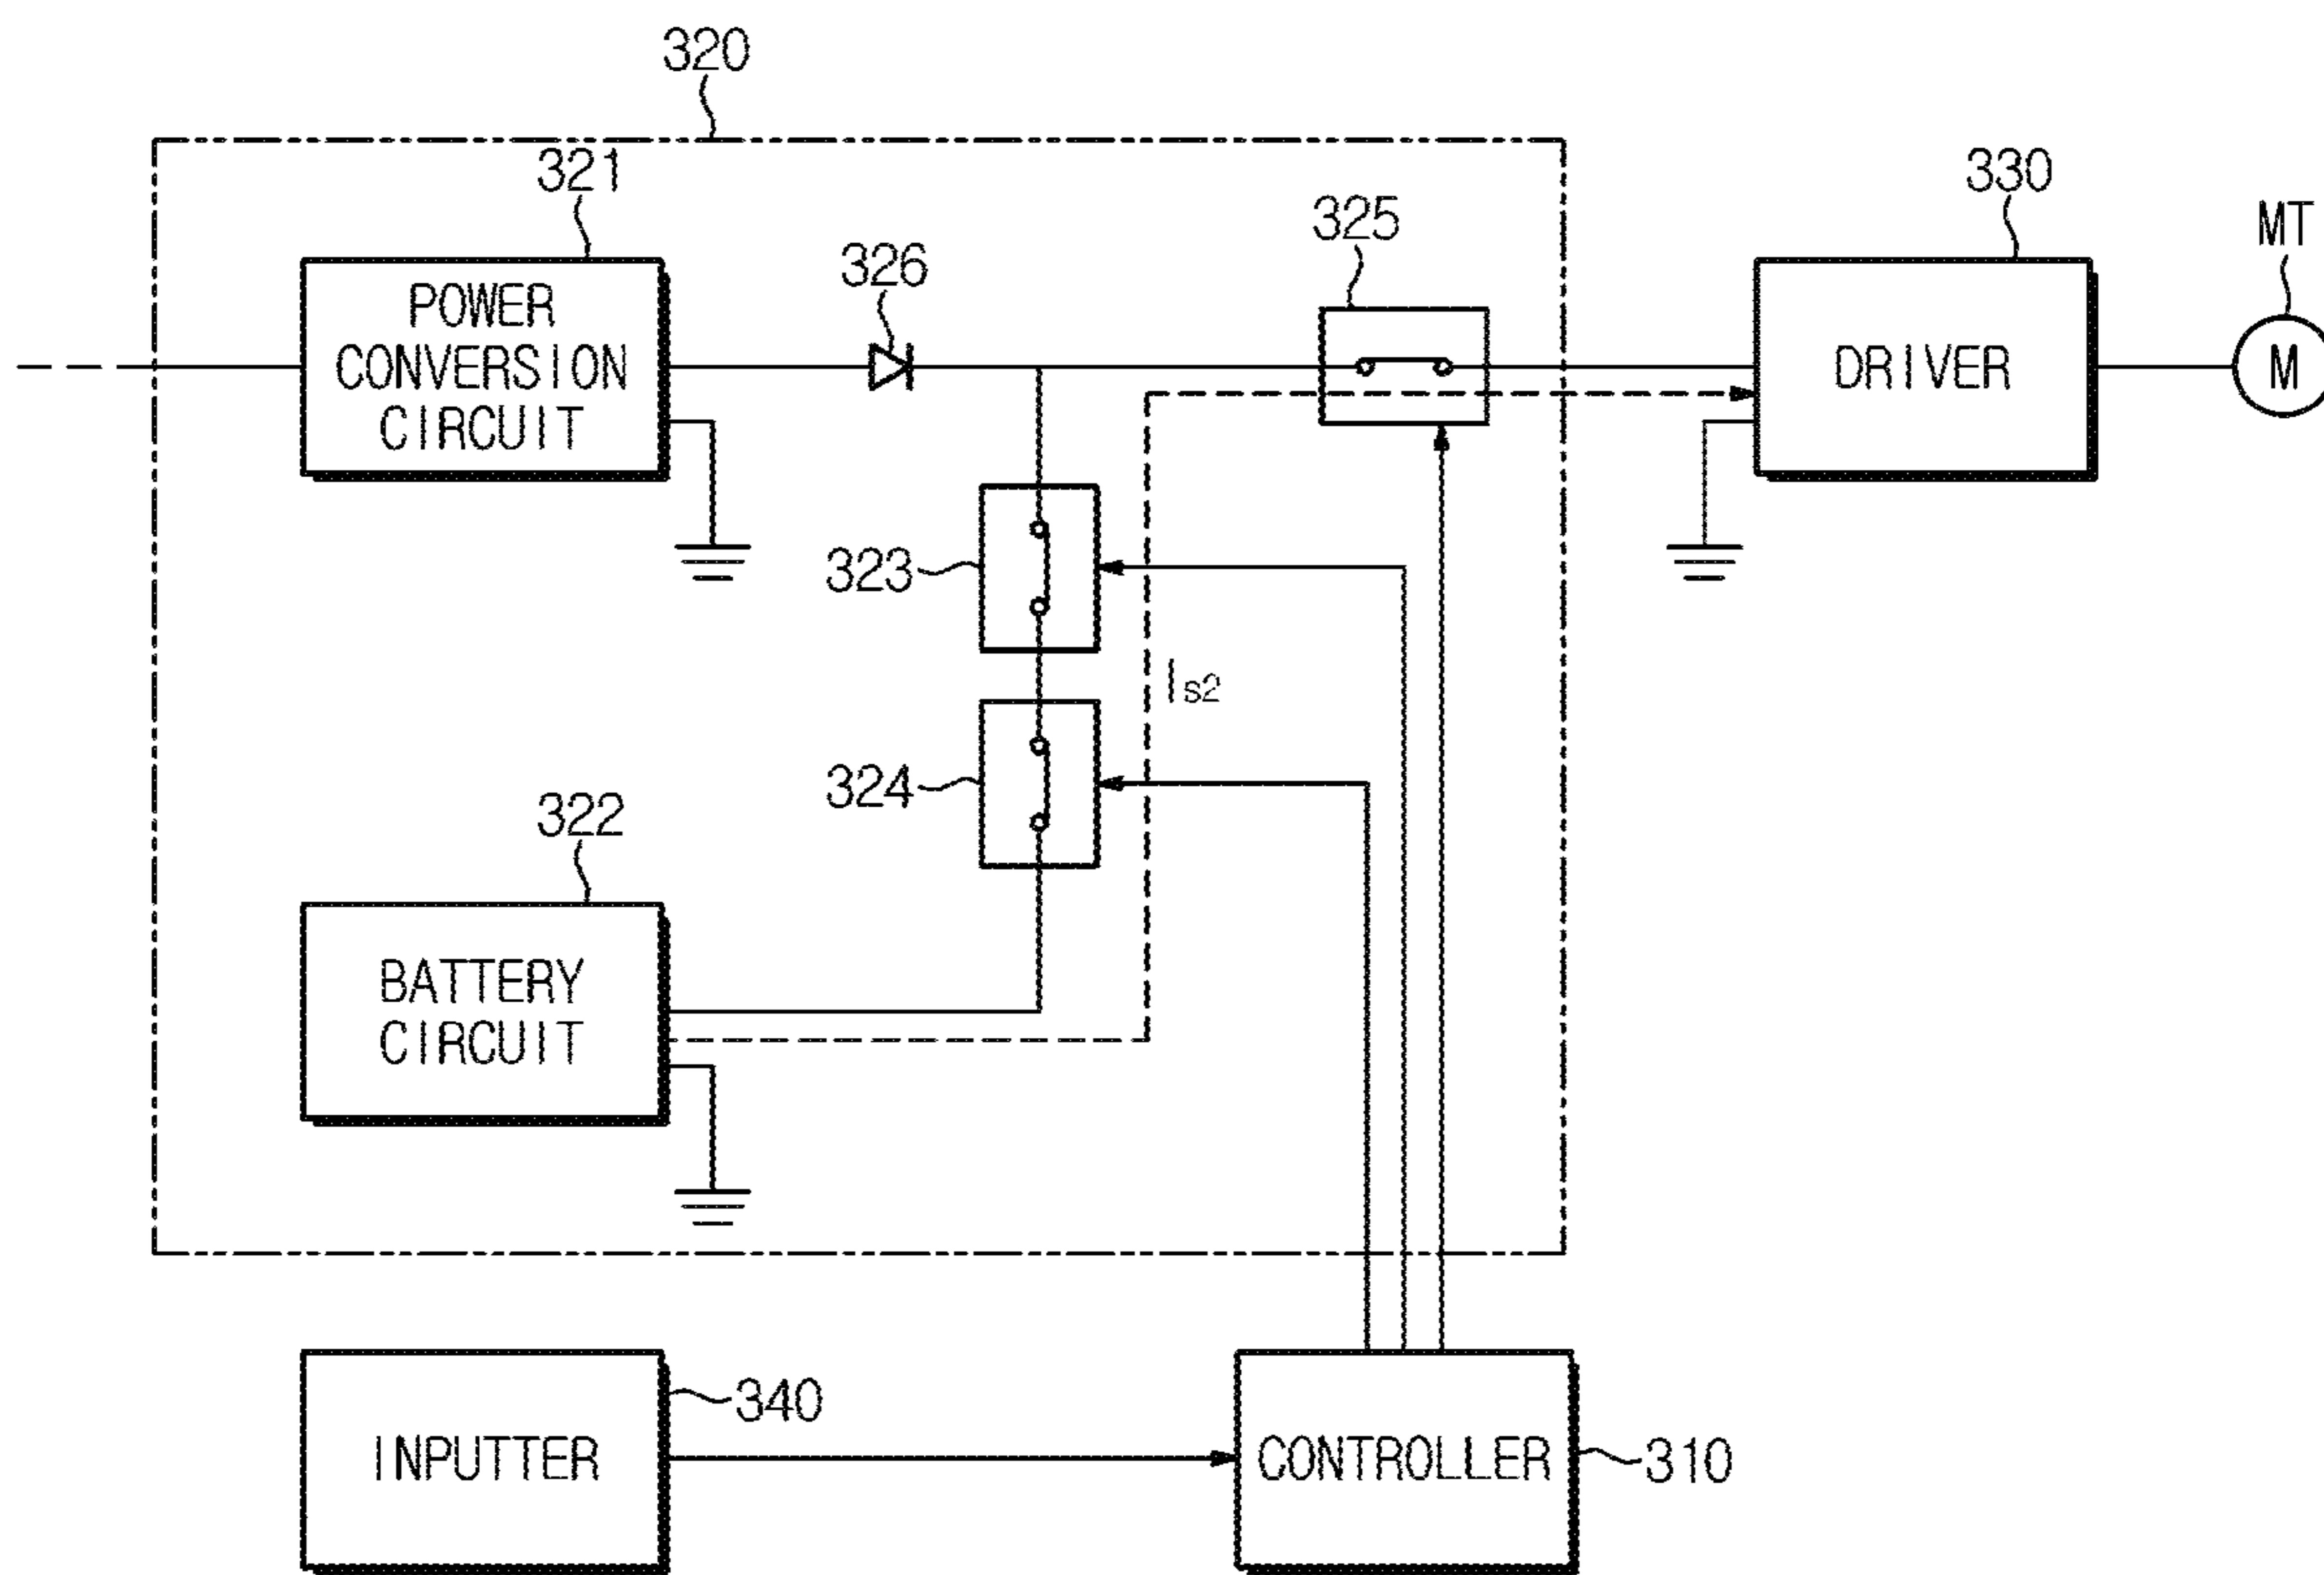 320
321
330
325
MT
326
POWER
CONVERSION
CIRCUIT
DRIVER
M
323
Is2
324
322
BATTERY
CIRCUIT
340
INPUTTER
CONTROLLER
310